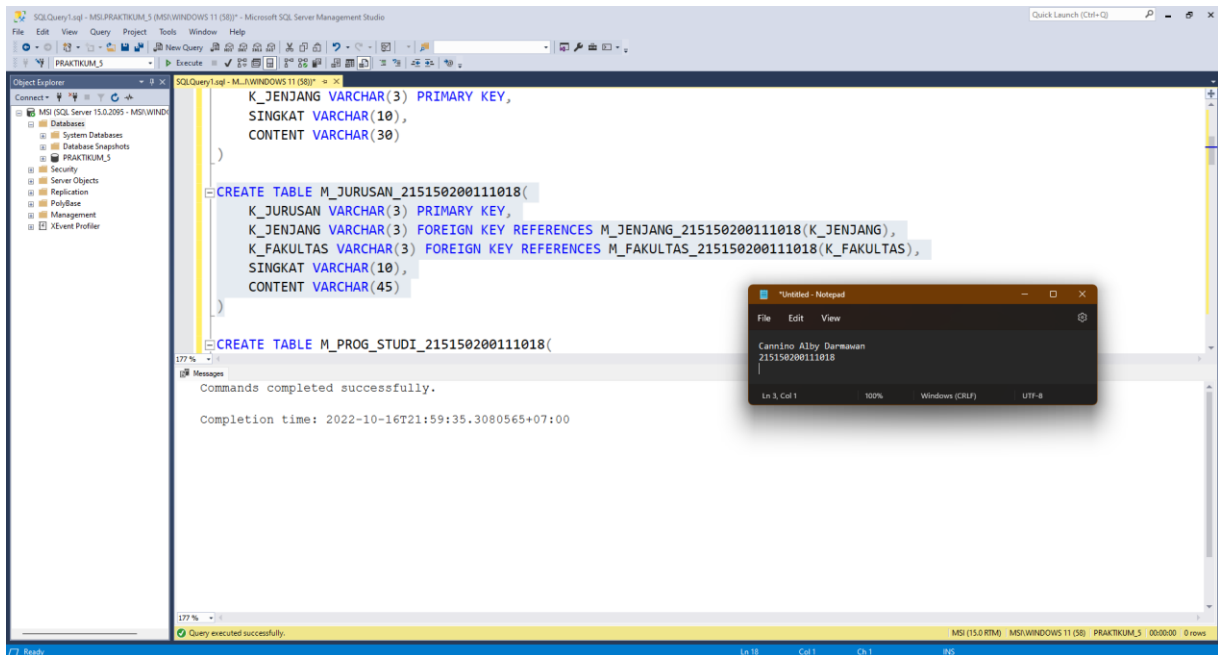 SQLQuery1.sql - MSI.PRAKTIKUM_5 (MSI\WINDOWS 11 (58))* - Microsoft SQL Server Management Studio
Quick Launch (Ctrl+Q)
File Edit View Query Project Tools Window Help
New Query
PRAKTIKUM_5 Execute
Object Explorer
SQLQuery1.sql - M...\WINDOWS 11 (58))*
Connect
MSI (SQL Server 15.0.2095 - MSI\WIND
Databases
System Databases
Database Snapshots
PRAKTIKUM_5
Security
Server Objects
Replication
PolyBase
Management
XEvent Profiler
K_JENJANG VARCHAR(3) PRIMARY KEY,
SINGKAT VARCHAR(10),
CONTENT VARCHAR(30)
)
CREATE TABLE M_JURUSAN_215150200111018(
K_JURUSAN VARCHAR(3) PRIMARY KEY,
K_JENJANG VARCHAR(3) FOREIGN KEY REFERENCES M_JENJANG_215150200111018(K_JENJANG),
K_FAKULTAS VARCHAR(3) FOREIGN KEY REFERENCES M_FAKULTAS_215150200111018(K_FAKULTAS),
SINGKAT VARCHAR(10),
CONTENT VARCHAR(45)
)
CREATE TABLE M_PROG_STUDI_215150200111018(
177 %
Messages
Commands completed successfully.
Completion time: 2022-10-16T21:59:35.3080565+07:00
*Untitled - Notepad
File Edit View
Cannino Alby Darmawan
215150200111018
Ln 3, Col 1 100% Windows (CRLF) UTF-8
177 %
Query executed successfully.
MSI (15.0 RTM) MSI\WINDOWS 11 (58) PRAKTIKUM_5 00:00:00 0 rows
Ready Ln 18 Col 1 Ch 1 INS